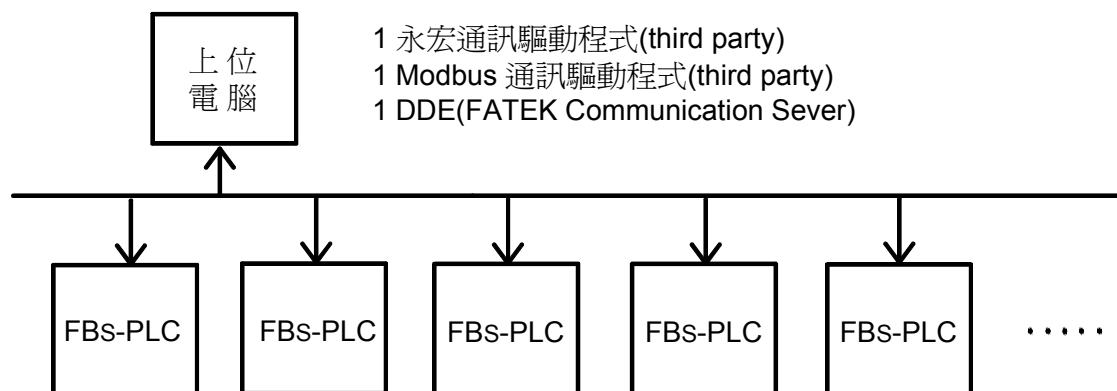 上位
電腦
1 永宏通訊驅動程式(third party)
1 Modbus 通訊驅動程式(third party)
1 DDE(FATEK Communication Sever)
FBs-PLC
FBs-PLC
FBs-PLC
FBs-PLC
FBs-PLC
·····